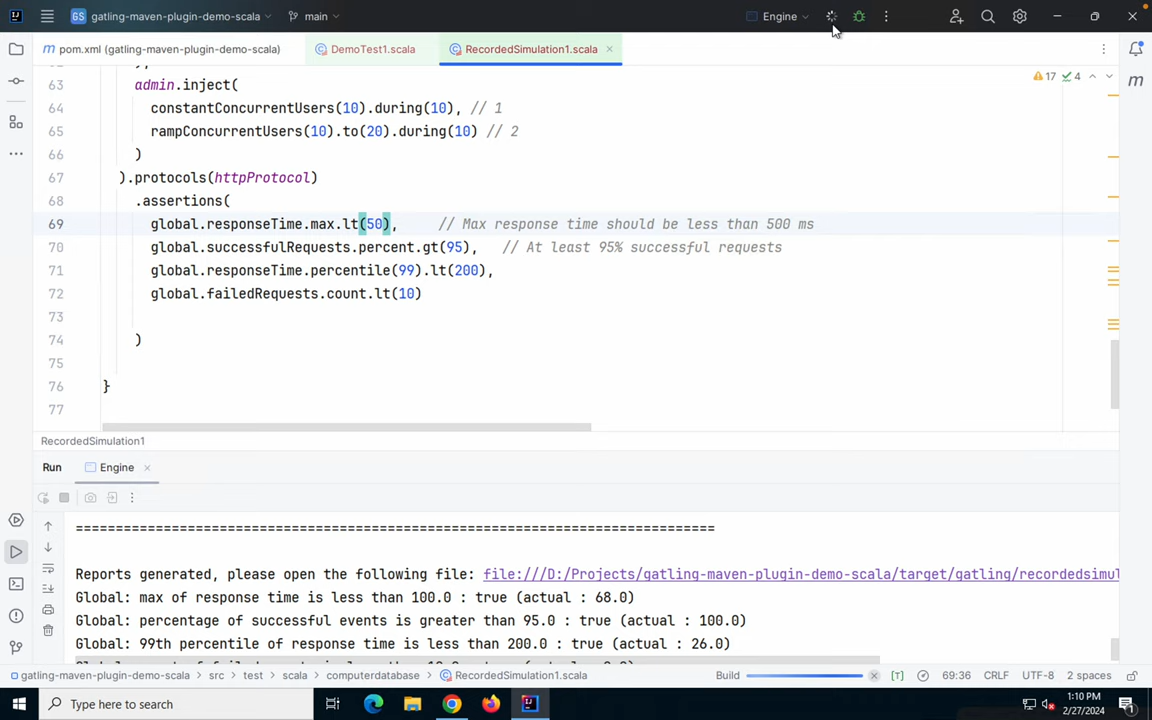 GS gatling-maven-plugin-demo-scala main Engine
m pom.xml (gatling-maven-plugin-demo-scala) DemoTest1.scala RecordedSimulation1.scala ×
17 4
63 admin.inject(
64 constantConcurrentUsers(10).during(10), // 1
65 rampConcurrentUsers(10).to(20).during(10) // 2
66 )
67 ).protocols(httpProtocol)
68 .assertions(
69 global.responseTime.max.lt(50), // Max response time should be less than 500 ms
70 global.successfulRequests.percent.gt(95), // At least 95% successful requests
71 global.responseTime.percentile(99).lt(200),
72 global.failedRequests.count.lt(10)
73
74 )
75
76 }
77
RecordedSimulation1
Run Engine ×
================================================================================
Reports generated, please open the following file: file:///D:/Projects/gatling-maven-plugin-demo-scala/target/gatling/recordedsimul
Global: max of response time is less than 100.0 : true (actual : 68.0)
Global: percentage of successful events is greater than 95.0 : true (actual : 100.0)
Global: 99th percentile of response time is less than 200.0 : true (actual : 26.0)
gatling-maven-plugin-demo-scala > src > test > scala > computerdatabase > RecordedSimulation1.scala Build [T] 69:36 CRLF UTF-8 2 spaces
Type here to search
1:10 PM
2/27/2024